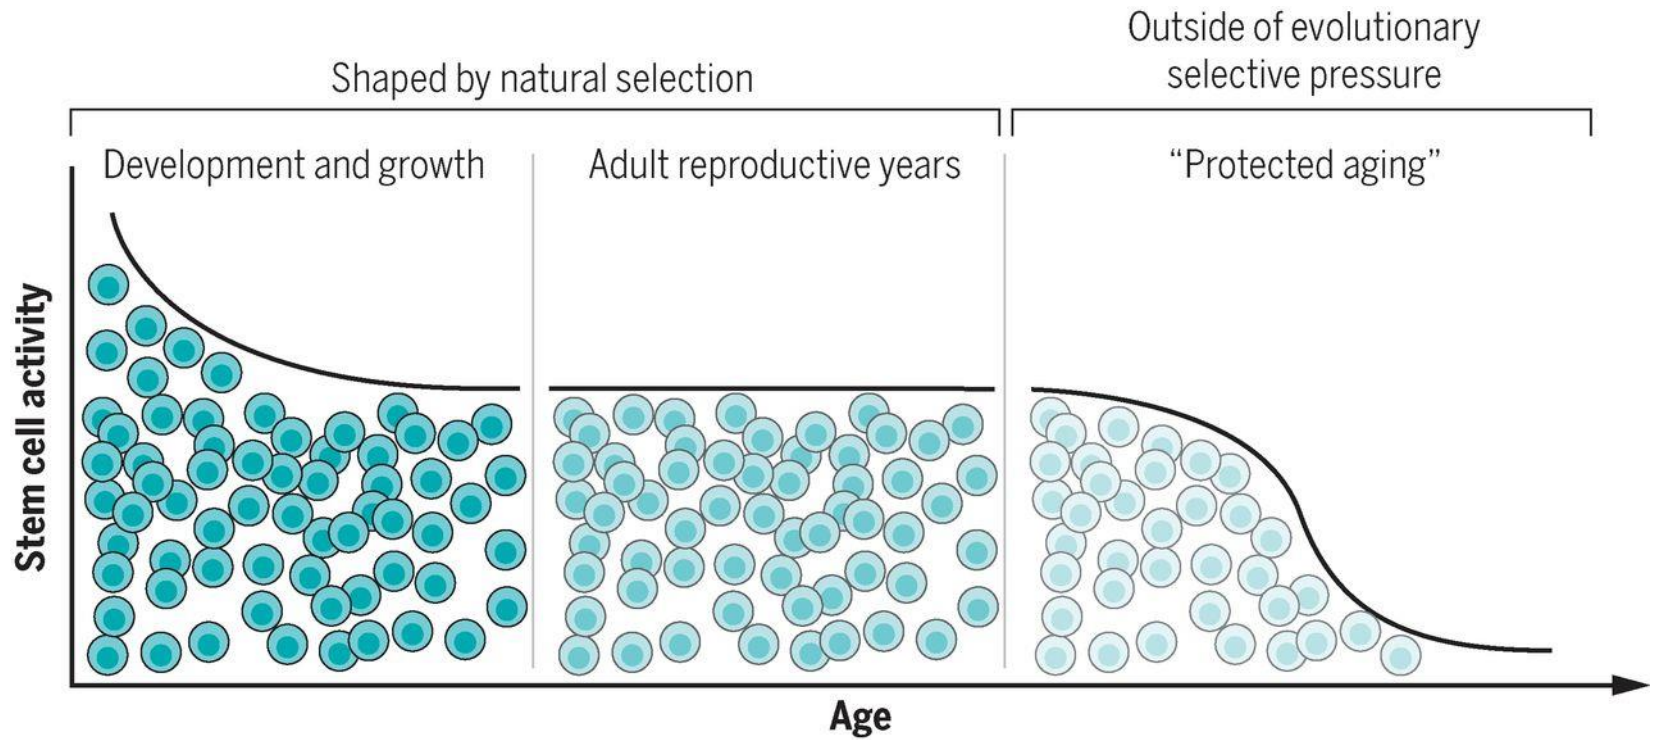 Outside of evolutionary
selective pressure
Shaped by natural selection
Development and growth
Adult reproductive years
“Protected aging”
Stem cell activity
Age